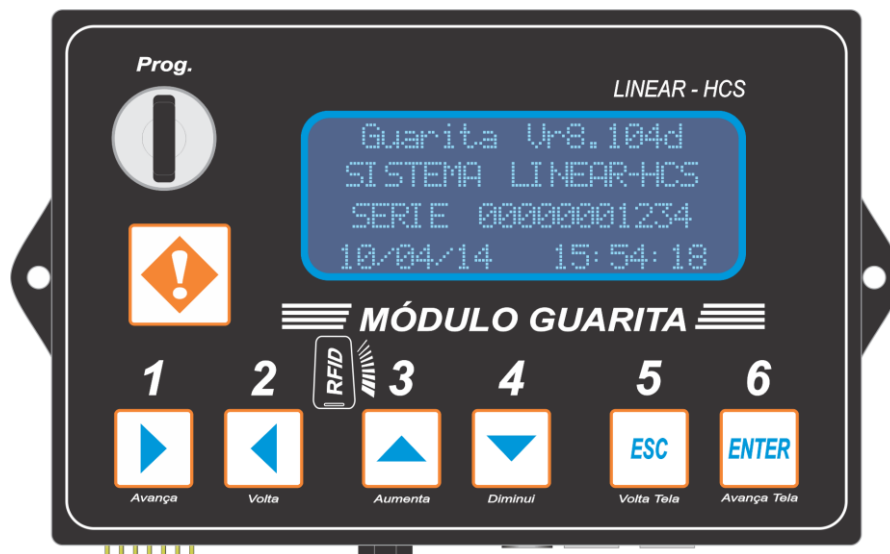 Prog.
LINEAR - HCS
Guarita Vr8.104d
SISTEMA LINEAR-HCS
SERIE 00000001234
10/04/14 15:54:18
!
MÓDULO GUARITA
RFID
1 2 3 4 5 6
ESC ENTER
Avança Volta Aumenta Diminui Volta Tela Avança Tela